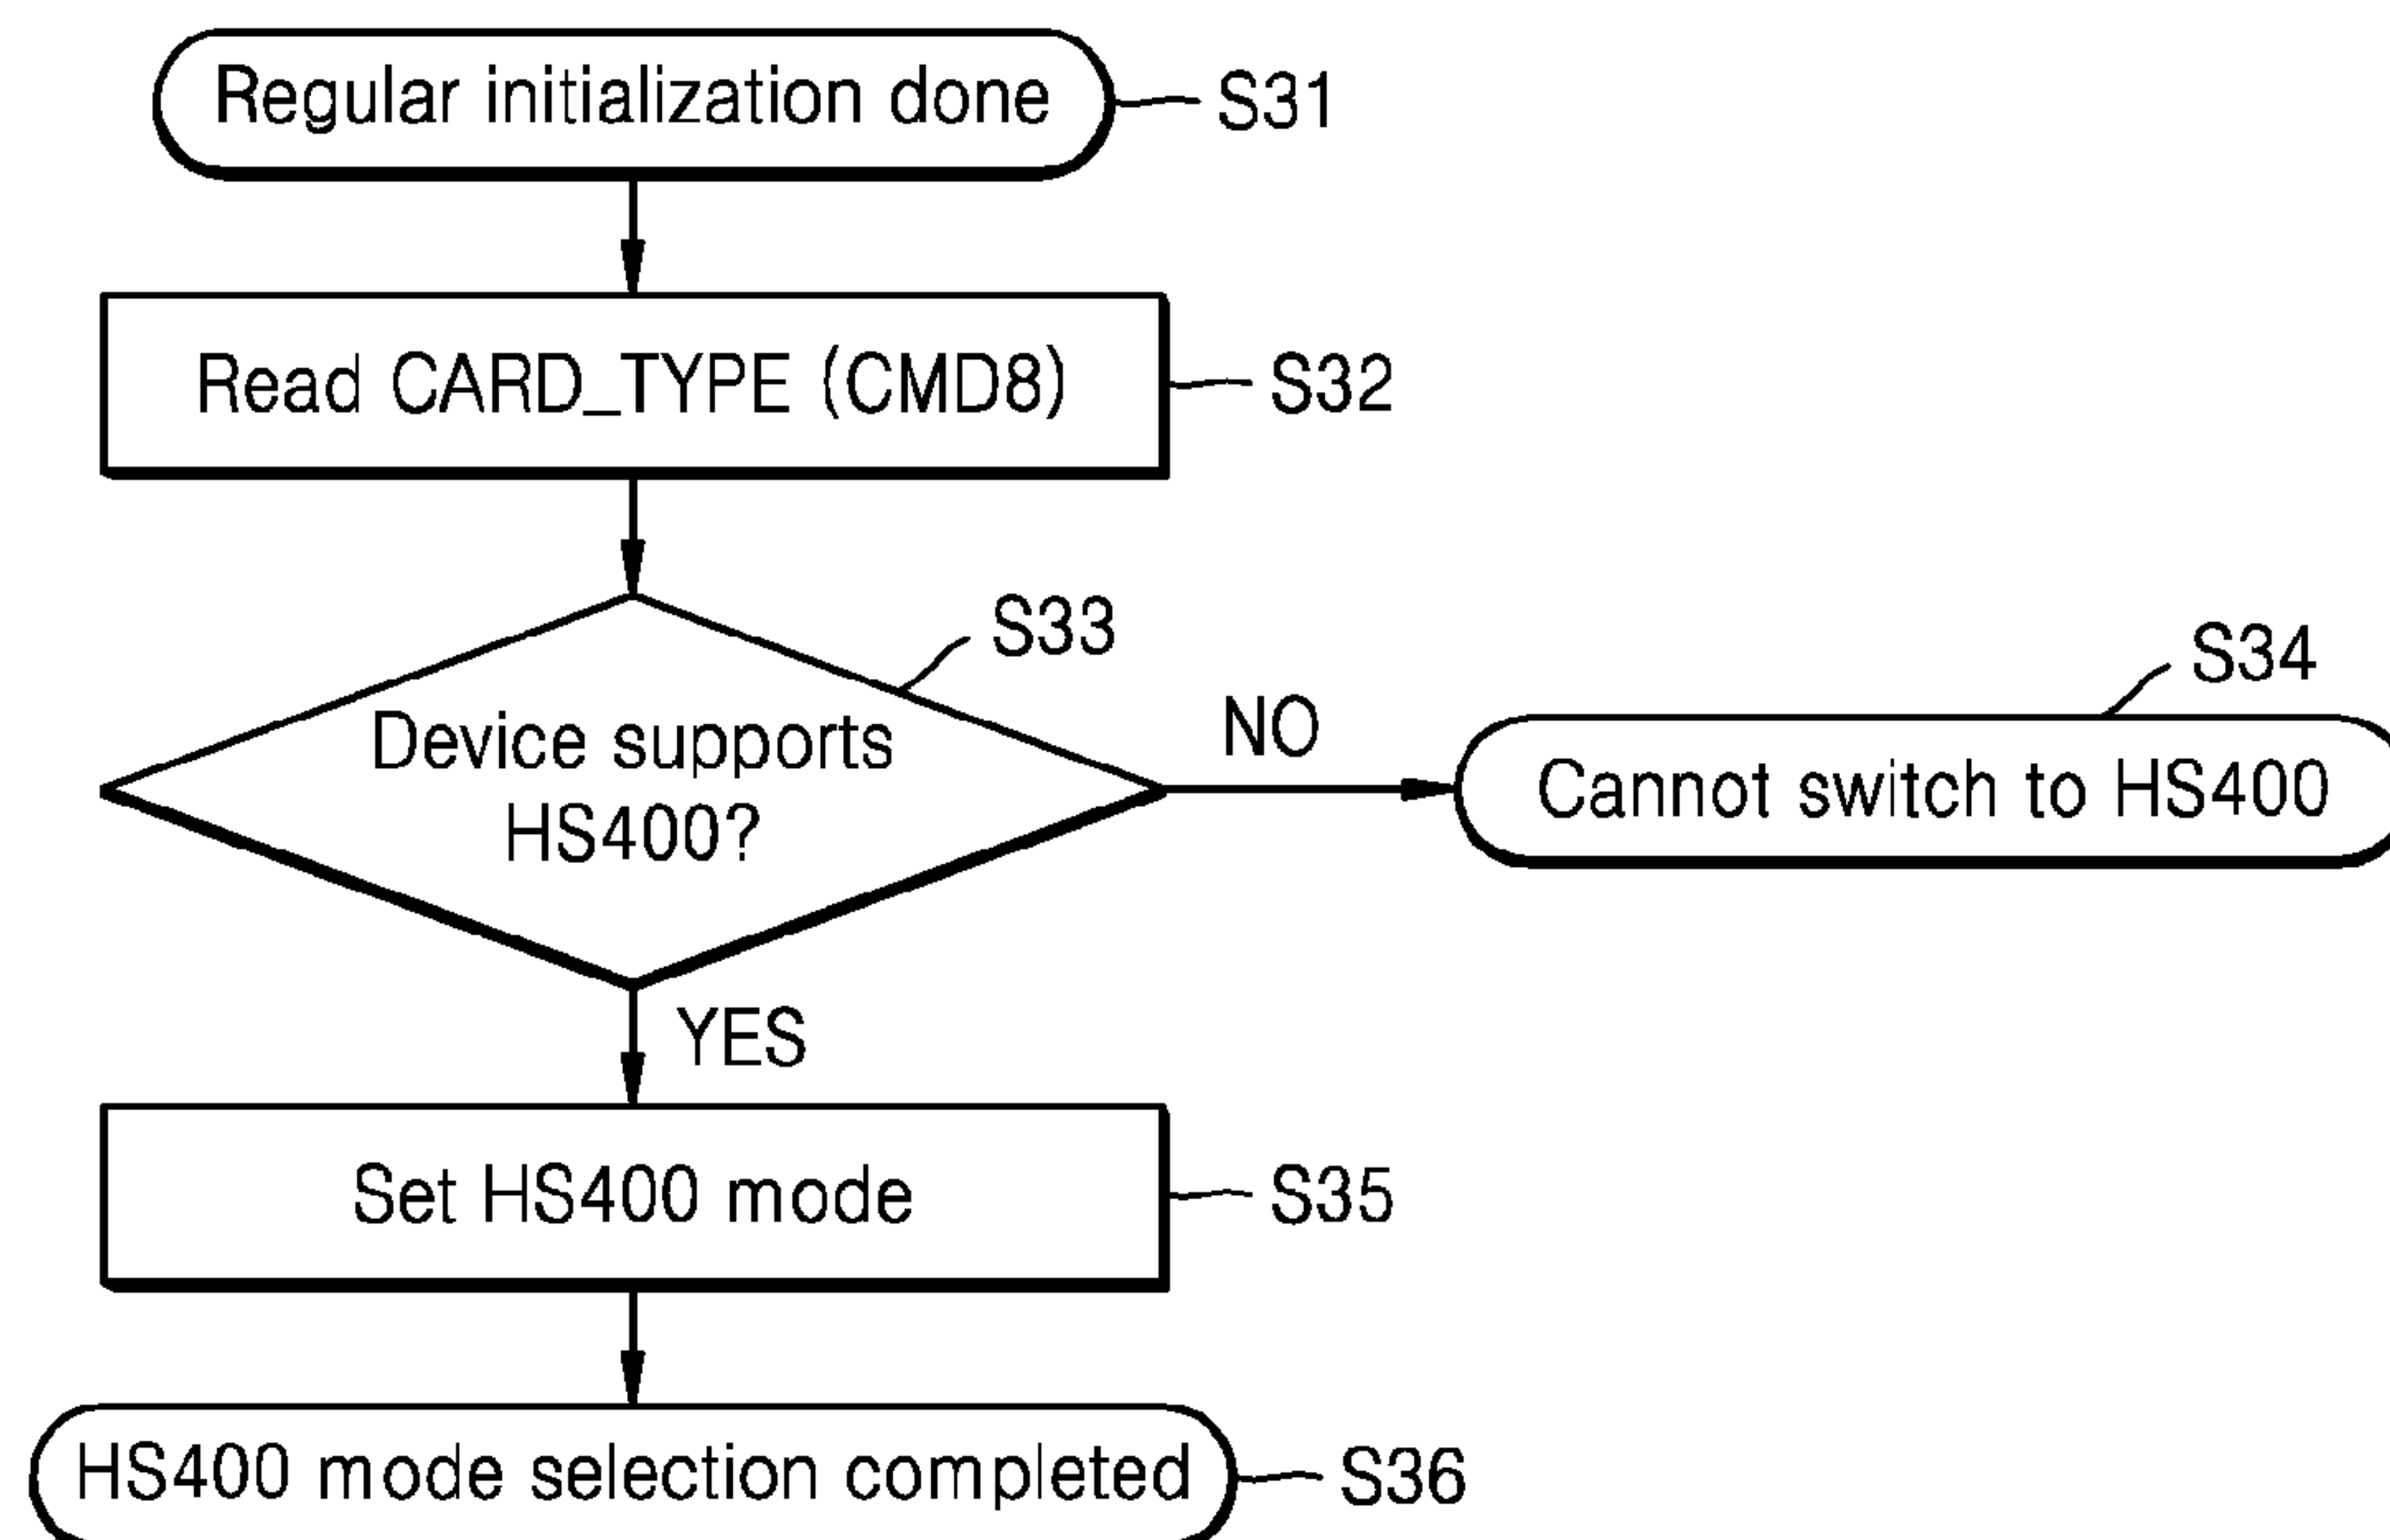 Regular initialization done
S31
Read CARD_TYPE (CMD8)
S32
S33
Device supports
HS400?
NO
S34
Cannot switch to HS400
YES
Set HS400 mode
S35
HS400 mode selection completed
S36